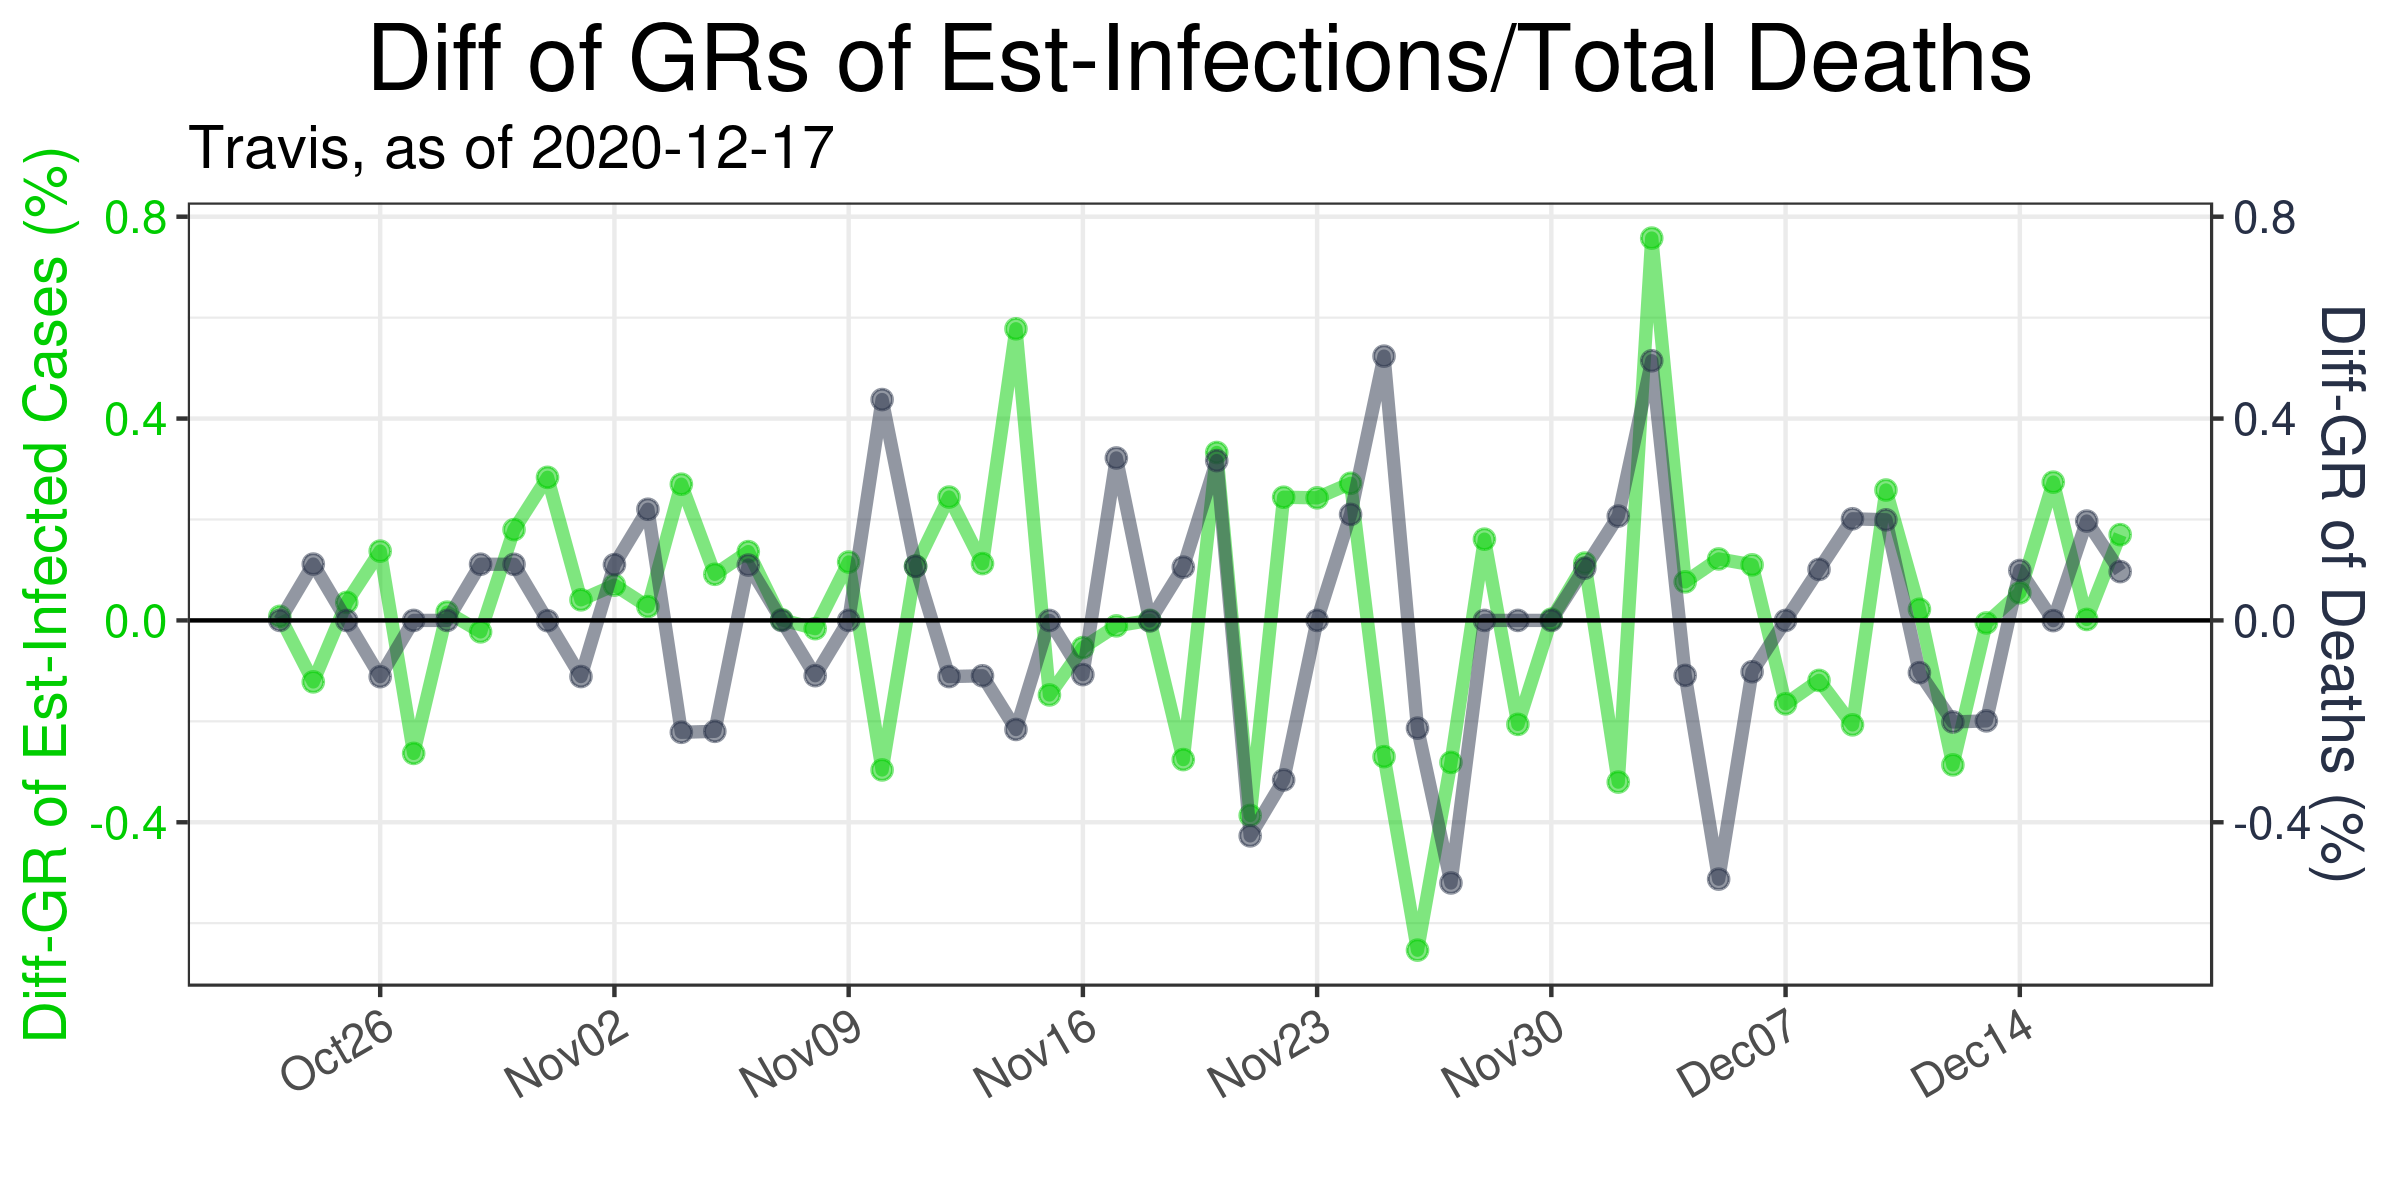 Diff of GRs of Est-Infections/Total Deaths
Travis, as of 2020-12-17
Diff-GR of Est-Infected Cases (%)
0.8
0.4
0.0
-0.4
0.8
0.4
0.0
-0.4
Diff-GR of Deaths (%)
Oct26
Nov02
Nov09
Nov16
Nov23
Nov30
Dec07
Dec14